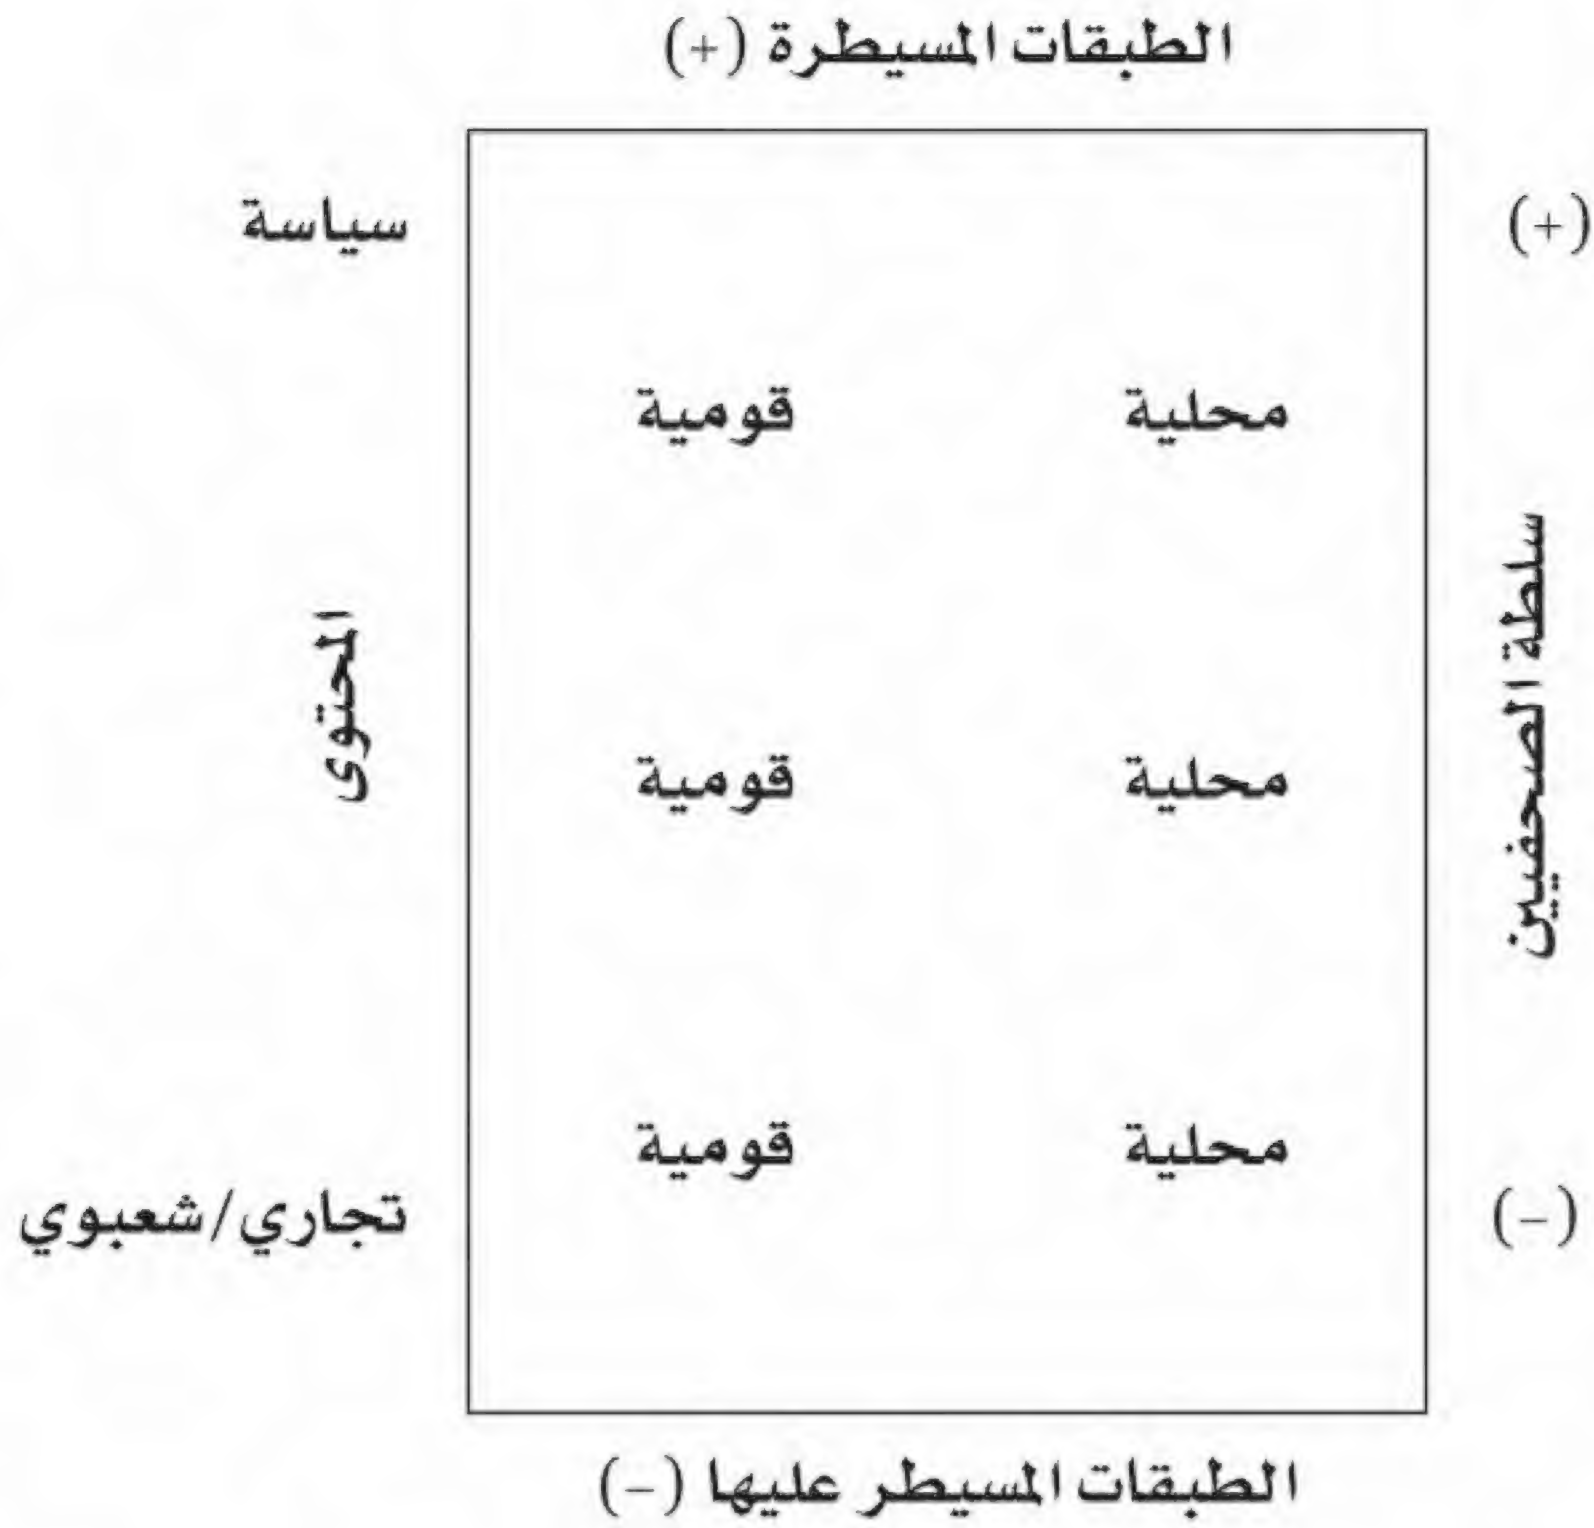 الطبقات المسيطرة (+)
(+)
سياسة
محلية
قومية
سلطة الصحفيين
المحتوى
محلية
قومية
محلية
قومية
(−)
تجاري/شعبوي
الطبقات المسيطر عليها (−)